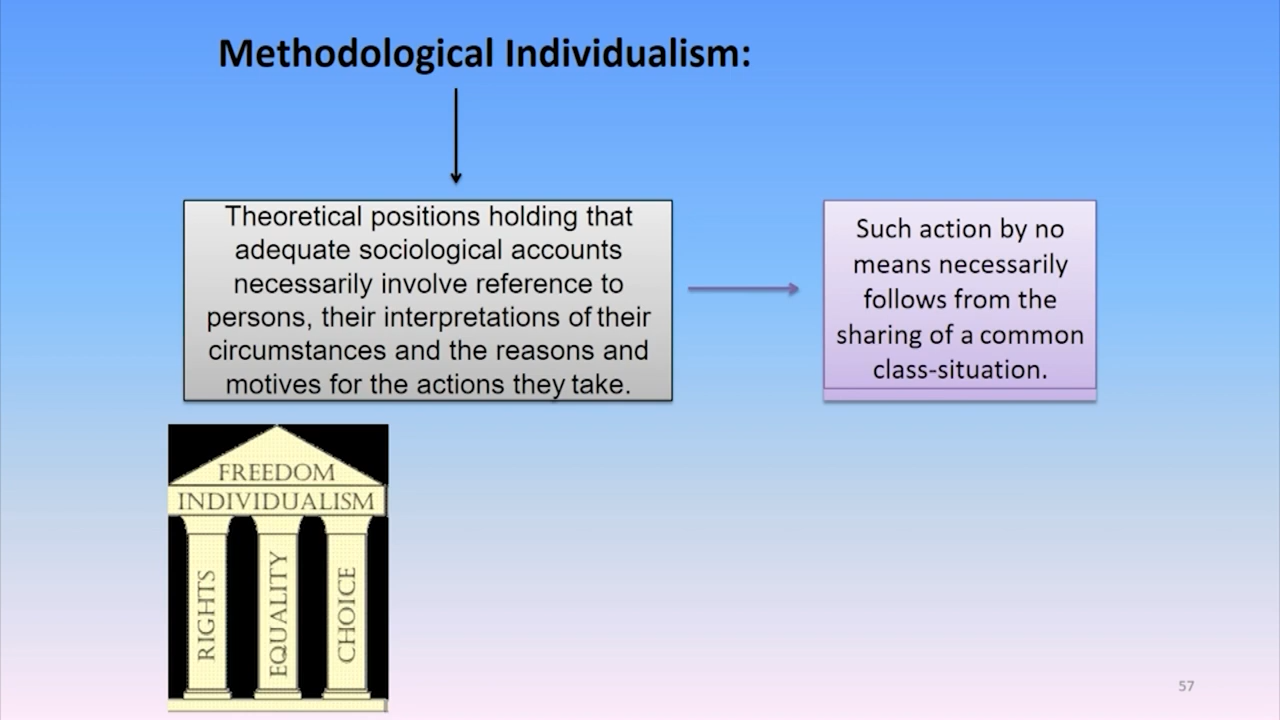 Methodological Individualism:
Theoretical positions holding that
adequate sociological accounts
necessarily involve reference to
persons, their interpretations of their
circumstances and the reasons and
motives for the actions they take.
Such action by no
means necessarily
follows from the
sharing of a common
class-situation.
FREEDOM
INDIVIDUALISM
RIGHTS
EQUALITY
CHOICE
57